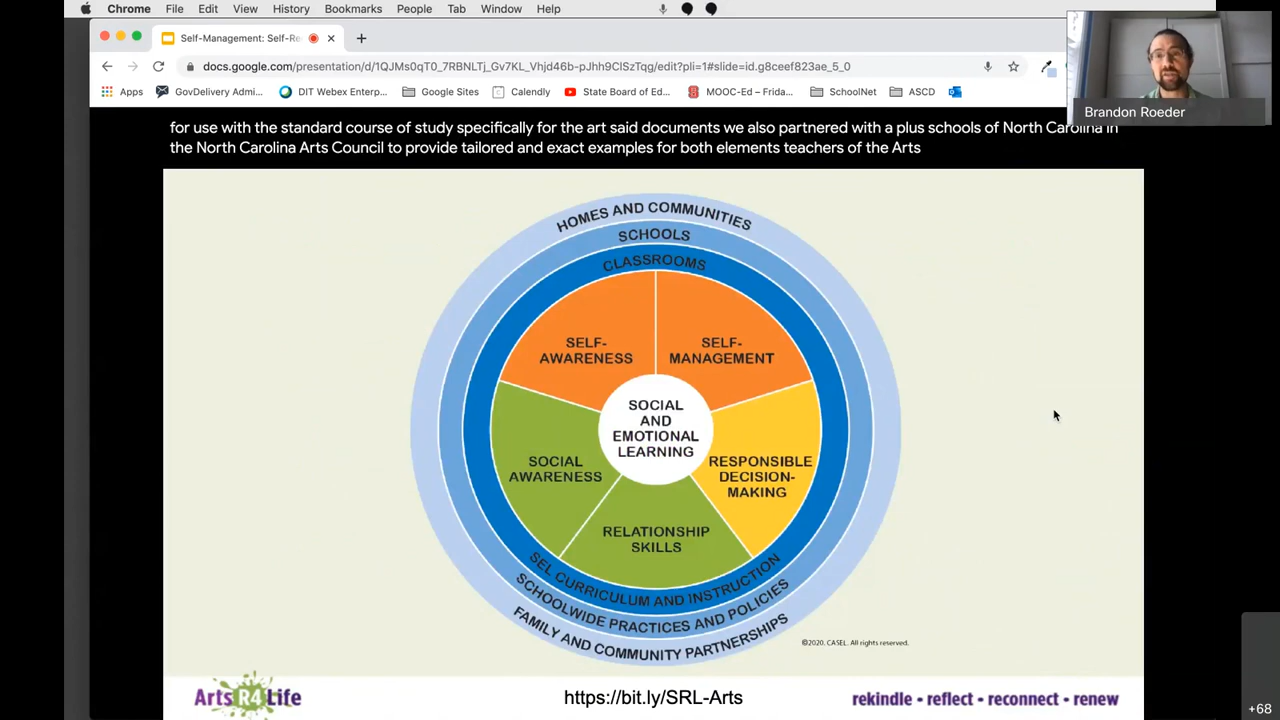 Chrome File Edit View History Bookmarks People Tab Window Help
Self-Management: Self-Re
docs.google.com/presentation/d/1QJMs0qT0_7R9NLTj_Gv7KL_Vhjd46b-pJhh9ClSzTqg/edit?pli=1#slide=id.g8ceef823ae_5_0
Apps GovDelivery Admi... DIT Webex Enterp... Google Sites Calendly State Board of Ed... MOOC-Ed – Frida... SchoolNet ASCD
Brandon Roeder
for use with the standard course of study specifically for the art said documents we also partnered with a plus schools of North Carolina in
the North Carolina Arts Council to provide tailored and exact examples for both elements teachers of the Arts
HOMES AND COMMUNITIES
SCHOOLS
CLASSROOMS
SELF-
AWARENESS
SELF-
MANAGEMENT
SOCIAL
AND
EMOTIONAL
LEARNING
SOCIAL
AWARENESS
RESPONSIBLE
DECISION-
MAKING
RELATIONSHIP
SKILLS
SEL CURRICULUM AND INSTRUCTION
SCHOOLWIDE PRACTICES AND POLICIES
FAMILY AND COMMUNITY PARTNERSHIPS
©2020. CASEL. All rights reserved.
Arts R4 Life
https://bit.ly/SRL-Arts
rekindle • reflect • reconnect • renew
+68